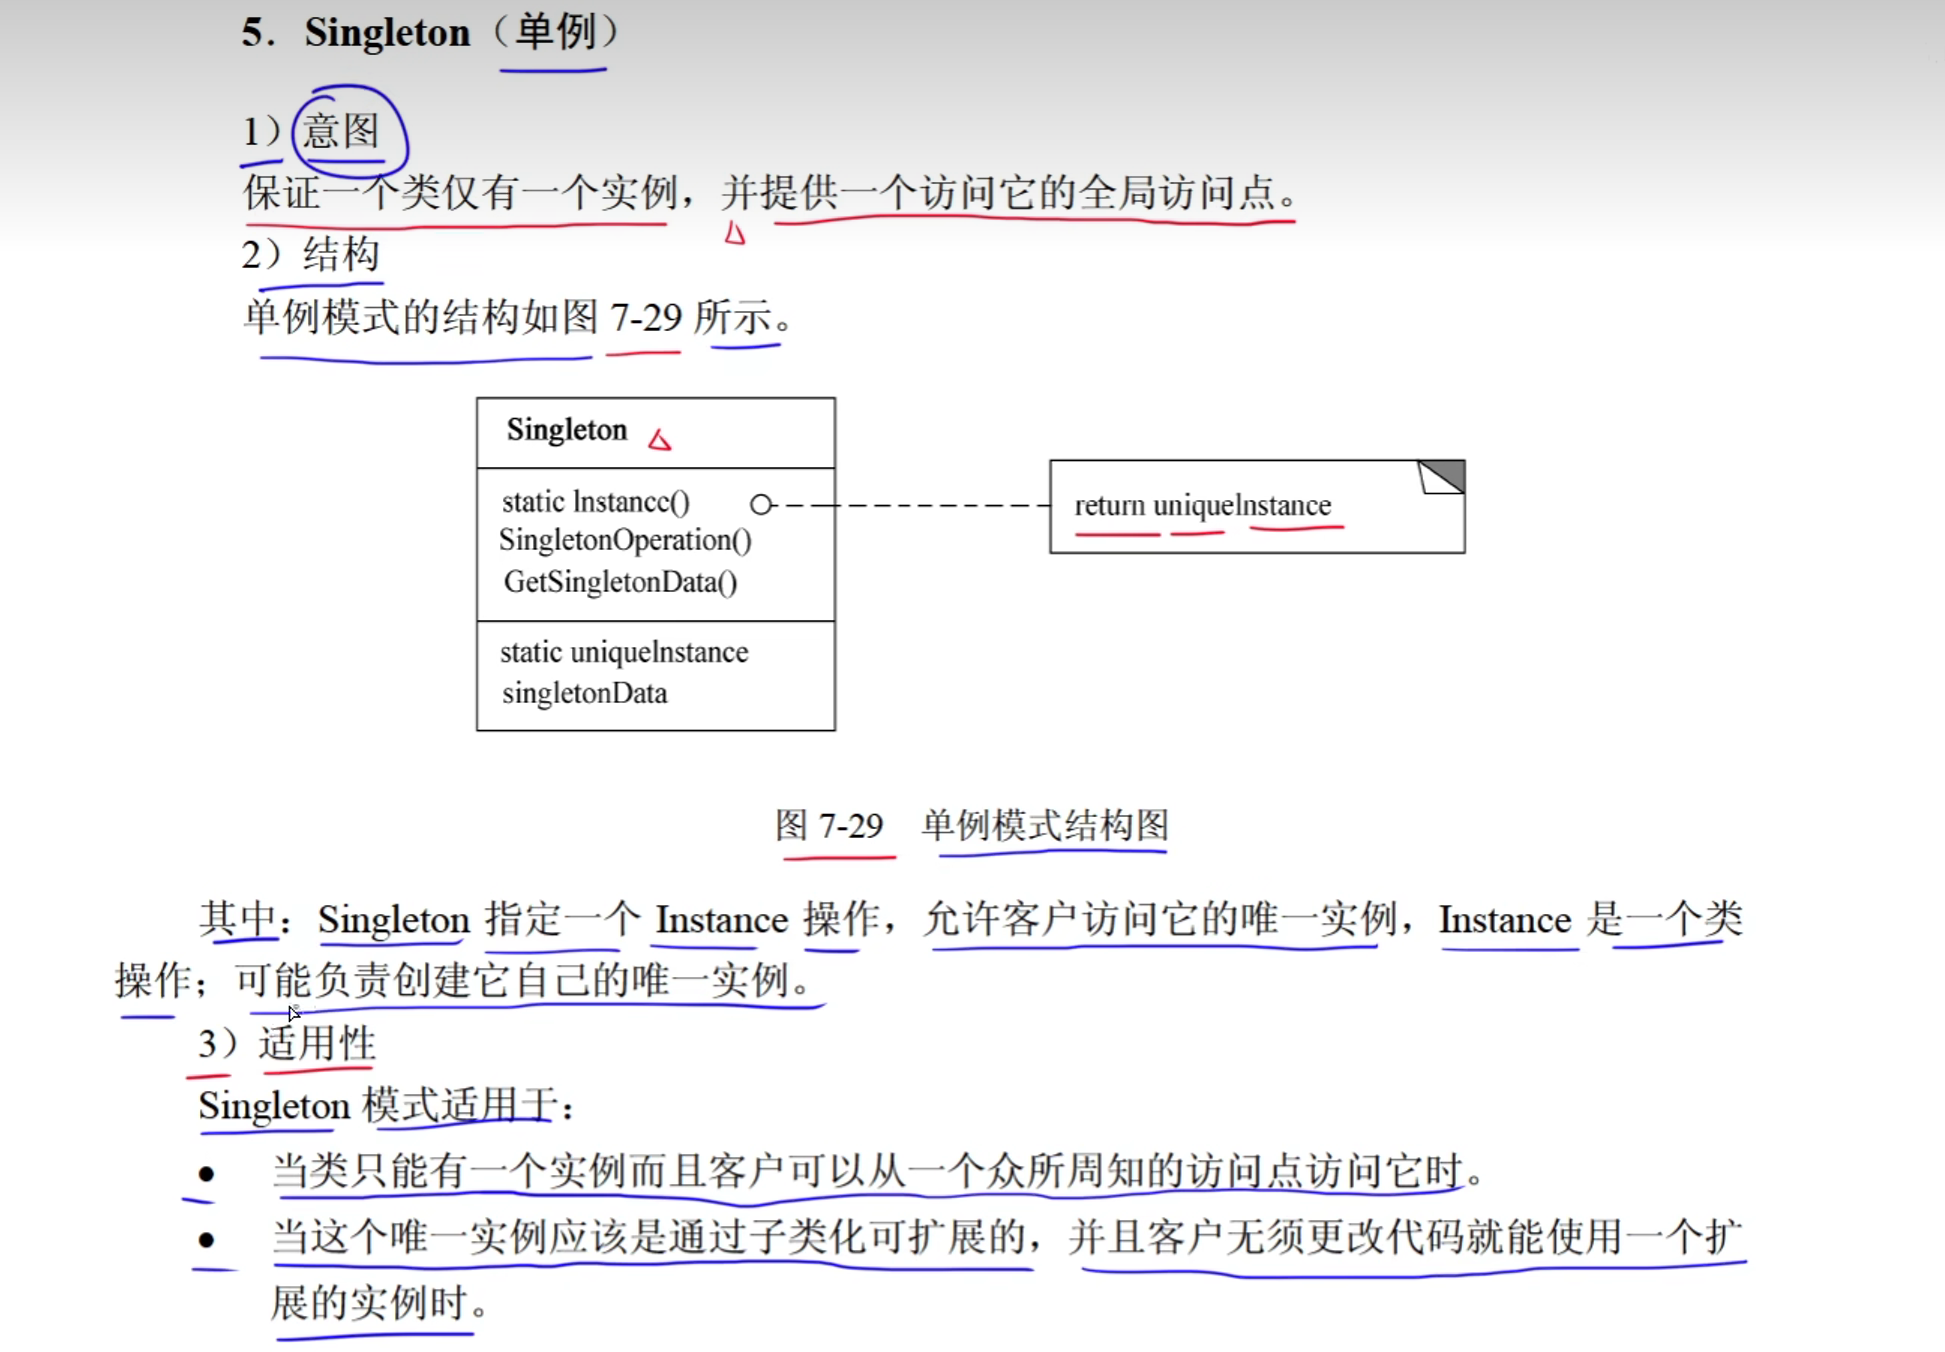 5. Singleton（单例）
1）意图
保证一个类仅有一个实例，并提供一个访问它的全局访问点。
2）结构
单例模式的结构如图 7-29 所示。
Singleton
static Instance()
SingletonOperation()
GetSingletonData()
static uniqueInstance
singletonData
return uniqueInstance
图 7-29 单例模式结构图
其中：Singleton 指定一个 Instance 操作，允许客户访问它的唯一实例，Instance 是一个类
操作；可能负责创建它自己的唯一实例。
3）适用性
Singleton 模式适用于：
● 当类只能有一个实例而且客户可以从一个众所周知的访问点访问它时。
● 当这个唯一实例应该是通过子类化可扩展的，并且客户无须更改代码就能使用一个扩
展的实例时。